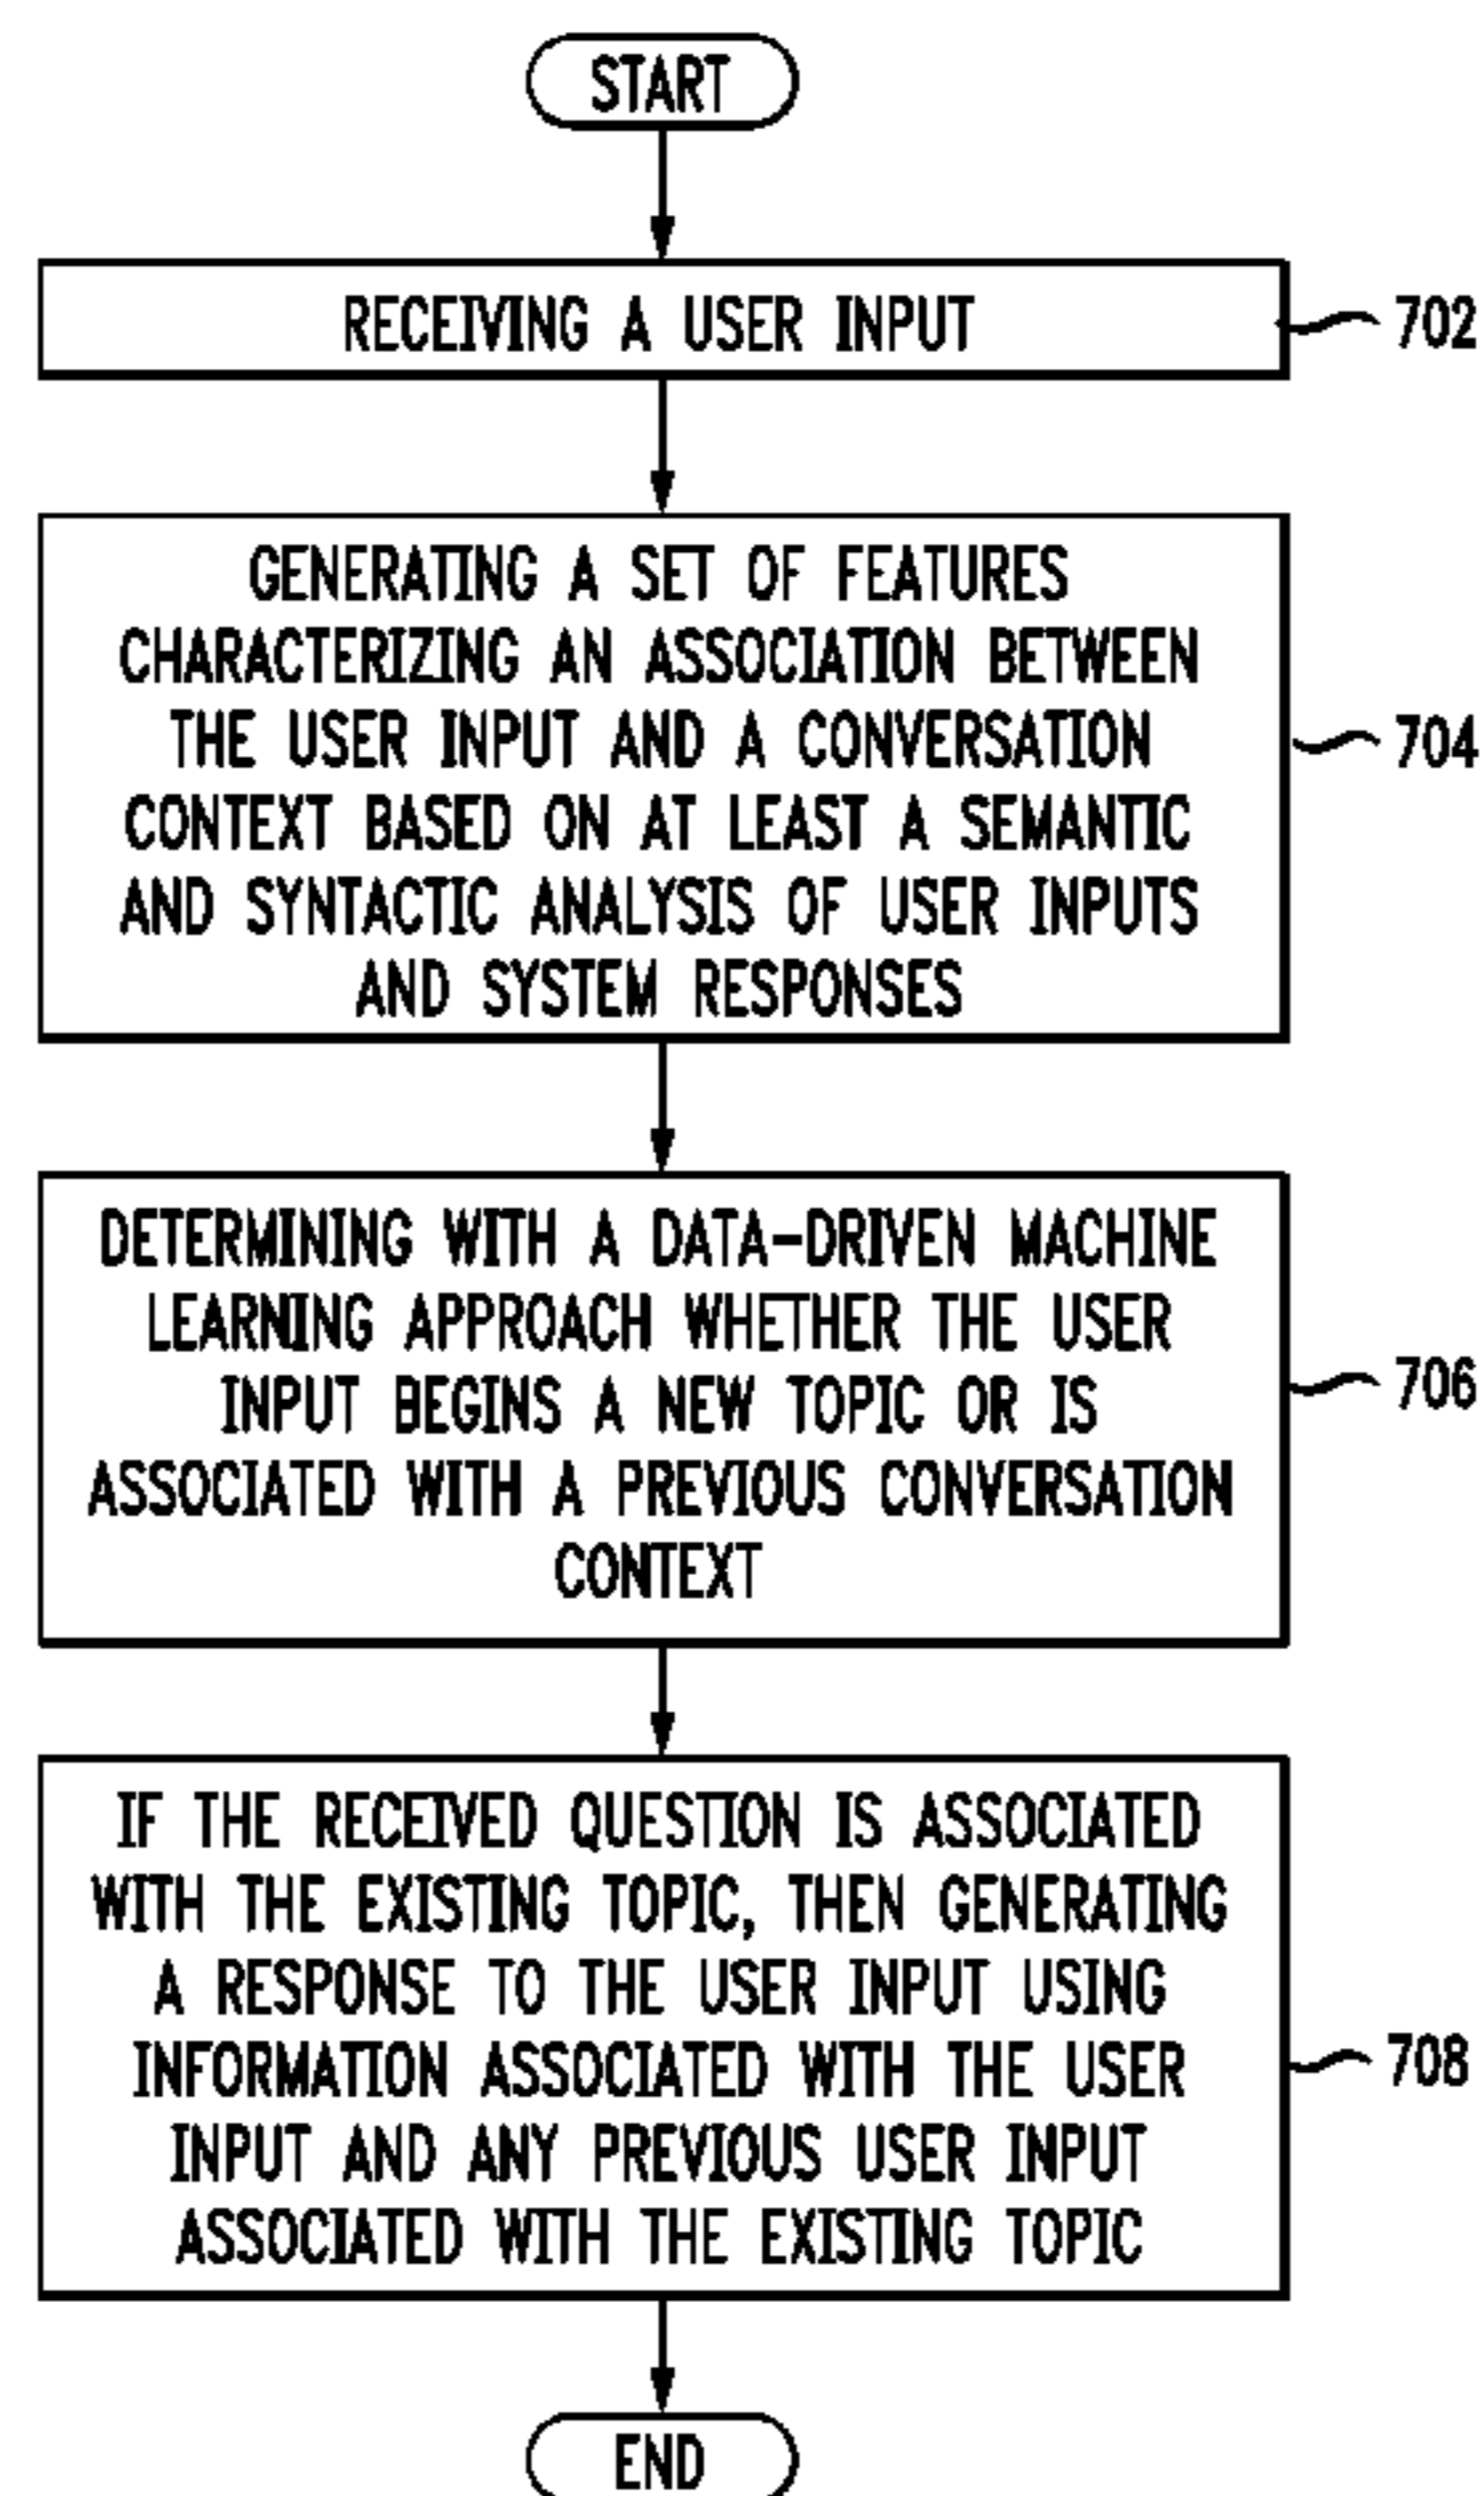 START
RECEIVING A USER INPUT
702
GENERATING A SET OF FEATURES
CHARACTERIZING AN ASSOCIATION BETWEEN
THE USER INPUT AND A CONVERSATION
CONTEXT BASED ON AT LEAST A SEMANTIC
AND SYNTACTIC ANALYSIS OF USER INPUTS
AND SYSTEM RESPONSES
704
DETERMINING WITH A DATA-DRIVEN MACHINE
LEARNING APPROACH WHETHER THE USER
INPUT BEGINS A NEW TOPIC OR IS
ASSOCIATED WITH A PREVIOUS CONVERSATION
CONTEXT
706
IF THE RECEIVED QUESTION IS ASSOCIATED
WITH THE EXISTING TOPIC, THEN GENERATING
A RESPONSE TO THE USER INPUT USING
INFORMATION ASSOCIATED WITH THE USER
INPUT AND ANY PREVIOUS USER INPUT
ASSOCIATED WITH THE EXISTING TOPIC
708
END